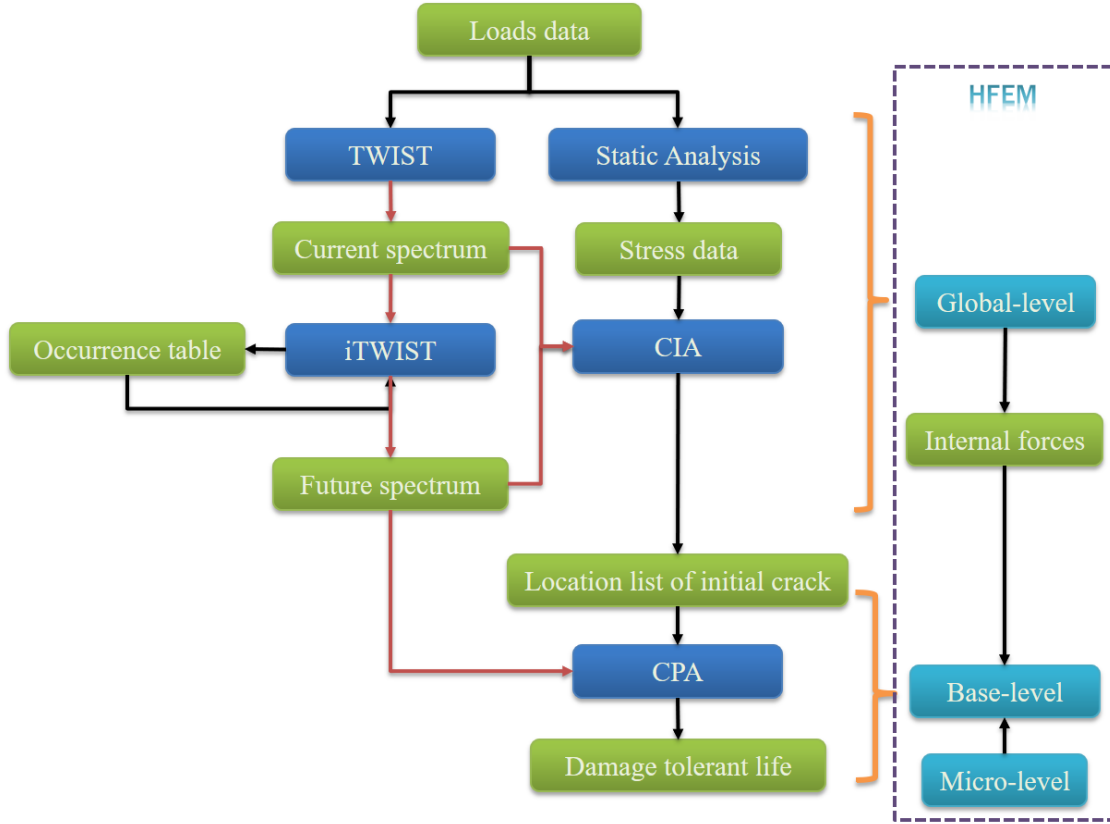 Loads data
HFEM
TWIST
Static Analysis
Current spectrum
Stress data
Global-level
Occurrence table
iTWIST
CIA
Internal forces
Future spectrum
Location list of initial crack
CPA
Base-level
Damage tolerant life
Micro-level